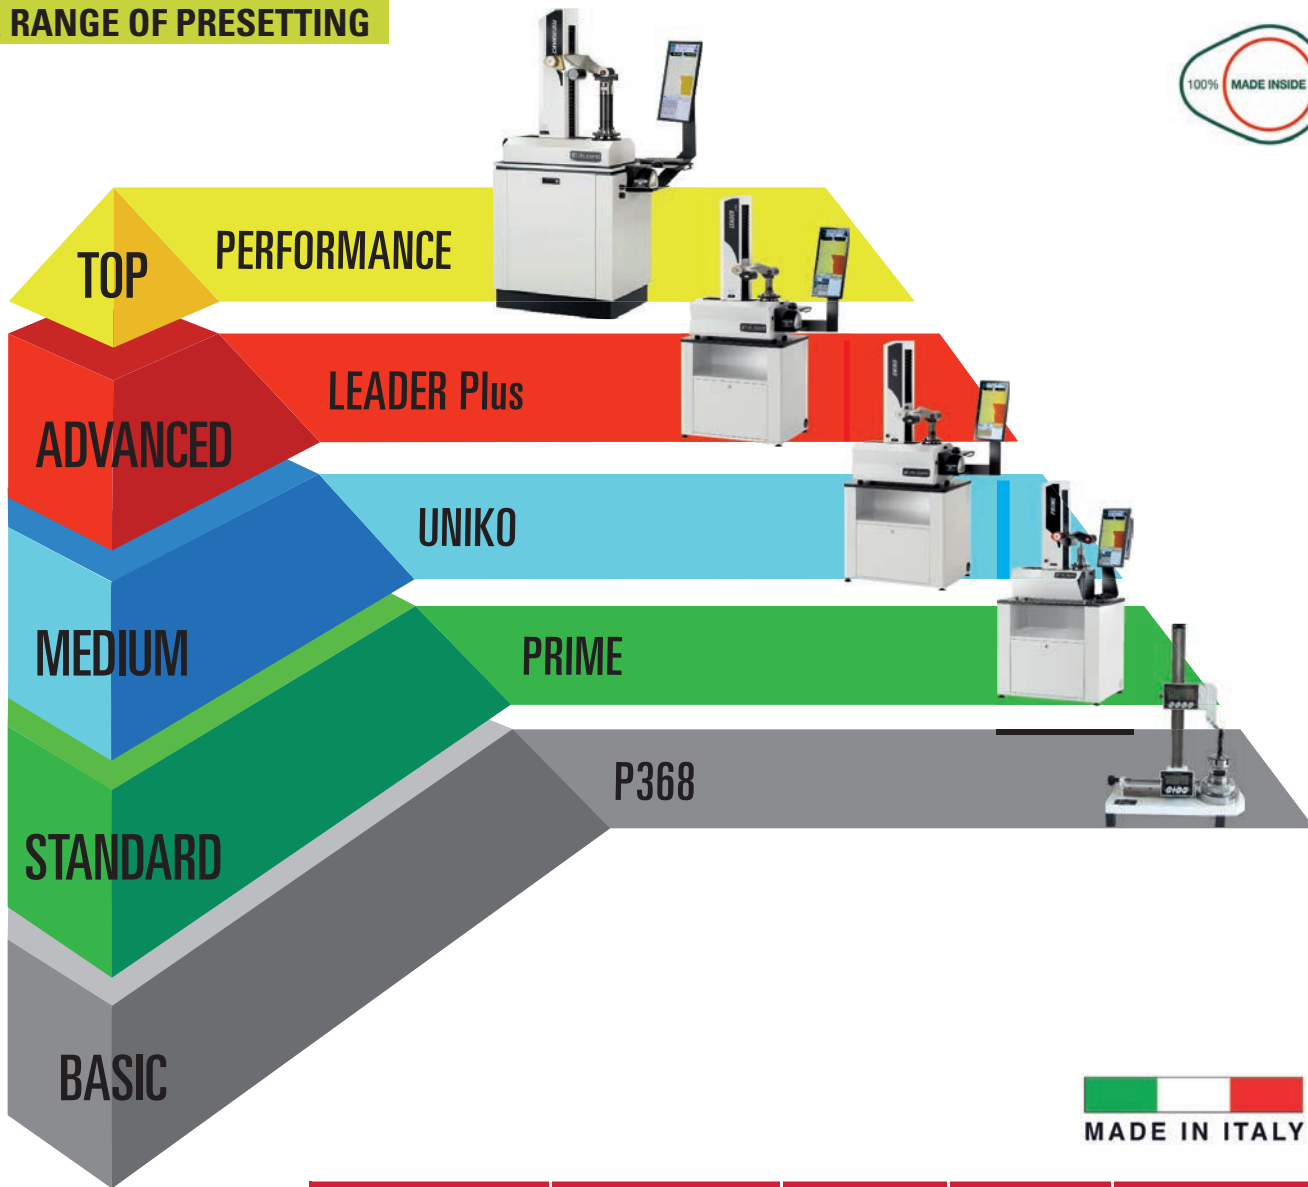 RANGE OF PRESETTING
100% MADE INSIDE
TOP
PERFORMANCE
LEADER Plus
ADVANCED
UNIKO
MEDIUM
PRIME
P368
STANDARD
BASIC
MADE IN ITALY